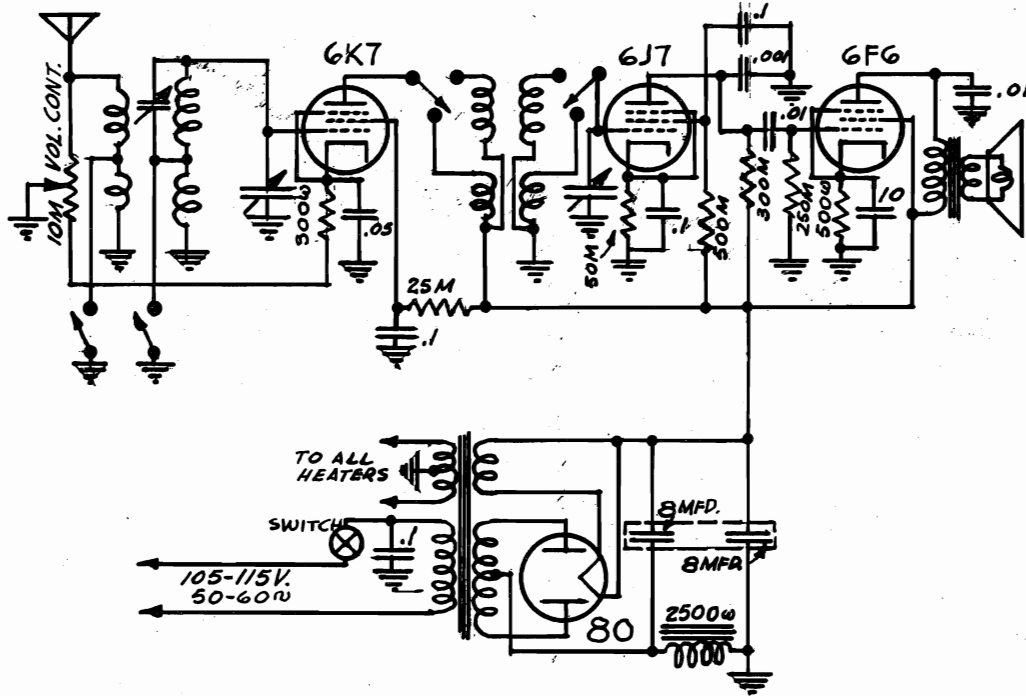 6K7
6J7
6F6
.1
.001
.01
.01
10M VOL. CONT.
300ω
.05
50M
.1
500M
300M
250M
500ω
10
25M
.1
TO ALL
HEATERS
SWITCH
.1
105-115V.
50-60~
80
8MFD.
8MFD
2500ω